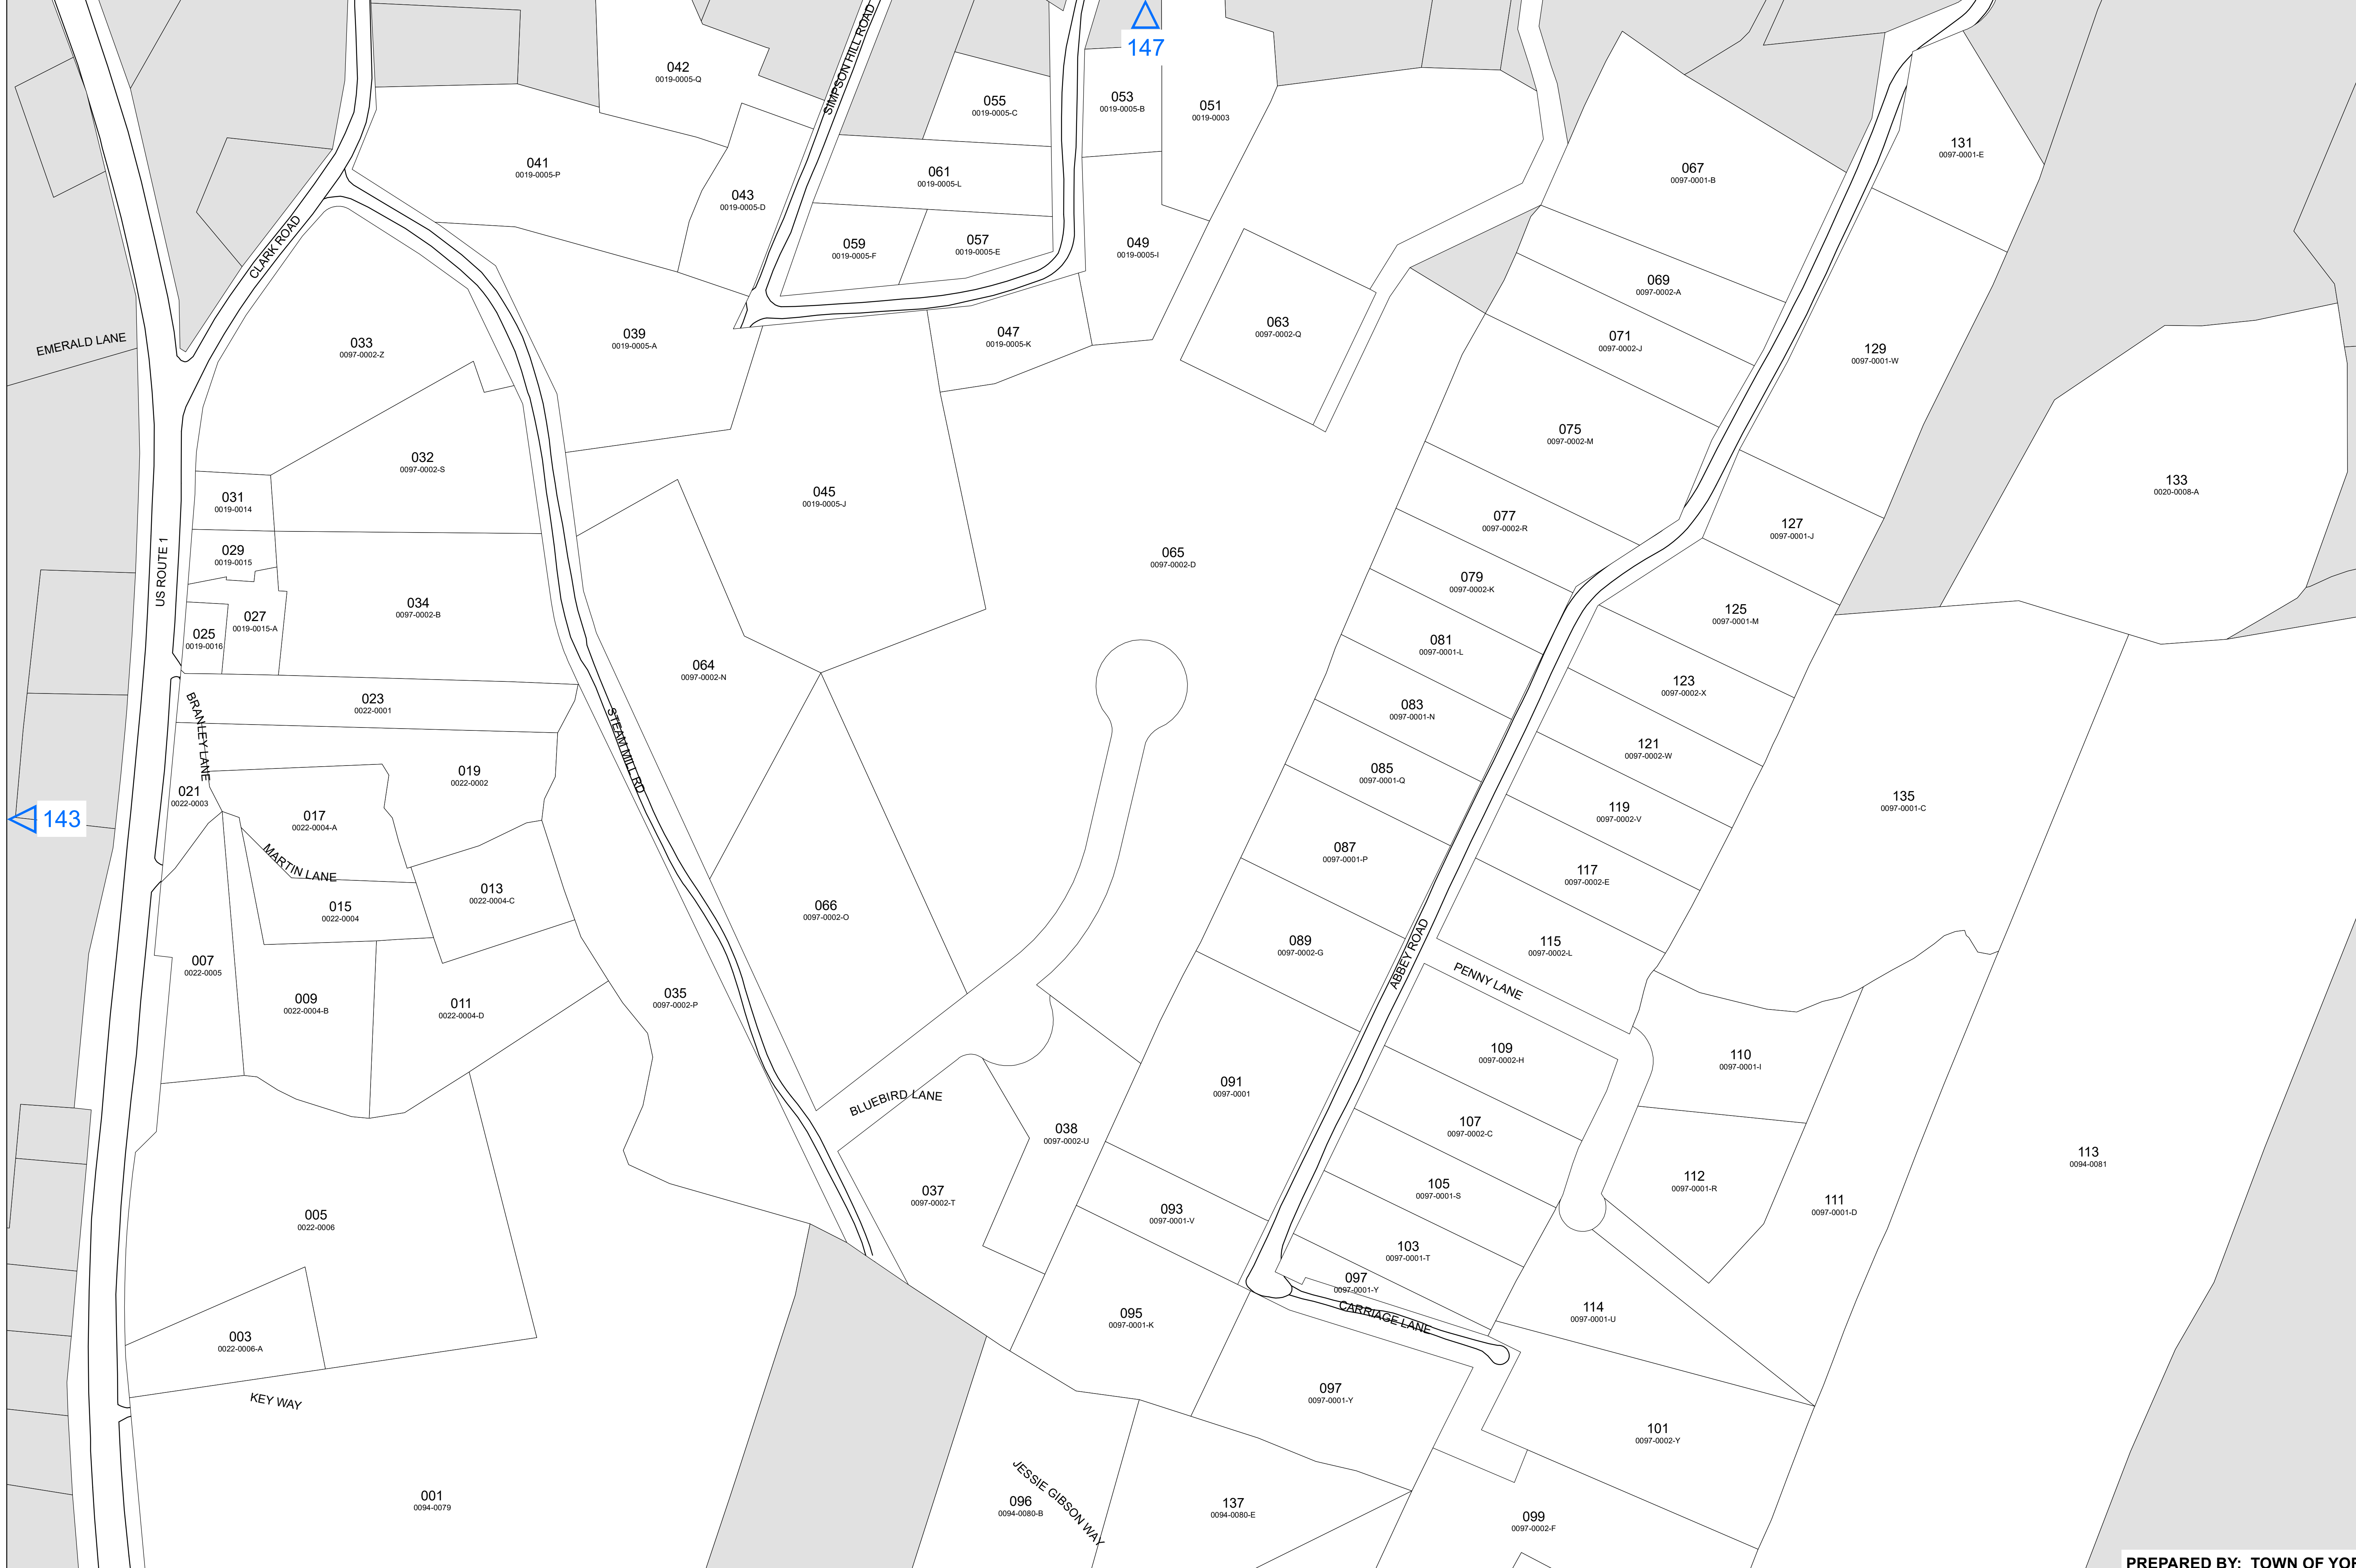 147
042
0019-0005-Q
SIMPSON HILL ROAD
055
0019-0005-C
053
0019-0005-B
051
0019-0003
131
0097-0001-E
041
0019-0005-P
061
0019-0005-L
067
0097-0001-B
043
0019-0005-D
CLARK ROAD
059
0019-0005-F
057
0019-0005-E
049
0019-0005-I
069
0097-0002-A
EMERALD LANE
033
0097-0002-Z
039
0019-0005-A
047
0019-0005-K
063
0097-0002-Q
071
0097-0002-J
129
0097-0001-W
075
0097-0002-M
032
0097-0002-S
031
0019-0014
045
0019-0005-J
133
0020-0008-A
077
0097-0002-R
127
0097-0001-J
029
0019-0015
US ROUTE 1
065
0097-0002-D
079
0097-0002-K
034
0097-0002-B
027
0019-0015-A
025
0019-0016
125
0097-0001-M
081
0097-0001-L
064
0097-0002-N
123
0097-0002-X
023
0022-0001
083
0097-0001-N
BRANLEY LANE
STEAM MILL RD
121
0097-0002-W
019
0022-0002
085
0097-0001-Q
021
0022-0003
135
0097-0001-C
143
017
0022-0004-A
119
0097-0002-V
MARTIN LANE
087
0097-0001-P
117
0097-0002-E
013
0022-0004-C
015
0022-0004
066
0097-0002-O
089
0097-0002-G
115
0097-0002-L
ABBEY ROAD
007
0022-0005
PENNY LANE
009
0022-0004-B
011
0022-0004-D
035
0097-0002-P
109
0097-0002-H
110
0097-0001-I
091
0097-0001
BLUEBIRD LANE
038
0097-0002-U
107
0097-0002-C
113
0094-0081
112
0097-0001-R
105
0097-0001-S
037
0097-0002-T
111
0097-0001-D
093
0097-0001-V
005
0022-0006
103
0097-0001-T
097
0097-0001-Y
CARRIAGE LANE
095
0097-0001-K
114
0097-0001-U
003
0022-0006-A
KEY WAY
097
0097-0001-Y
101
0097-0002-Y
001
0094-0079
096
0094-0080-B
JESSIE GIBSON WAY
137
0094-0080-E
099
0097-0002-F
PREPARED BY: TOWN OF YOR